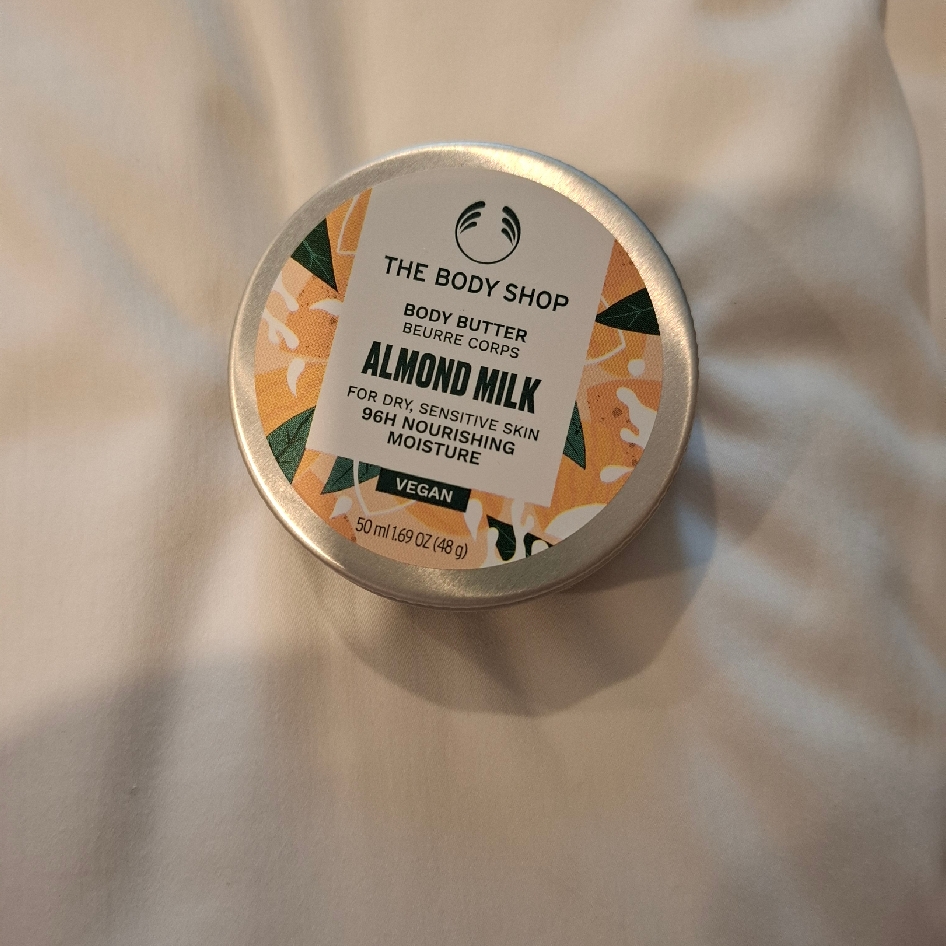 THE BODY SHOP
BODY BUTTER
BEURRE CORPS
ALMOND MILK
FOR DRY, SENSITIVE SKIN
96H NOURISHING
MOISTURE
VEGAN
50 ml 1.69 OZ (48 g)